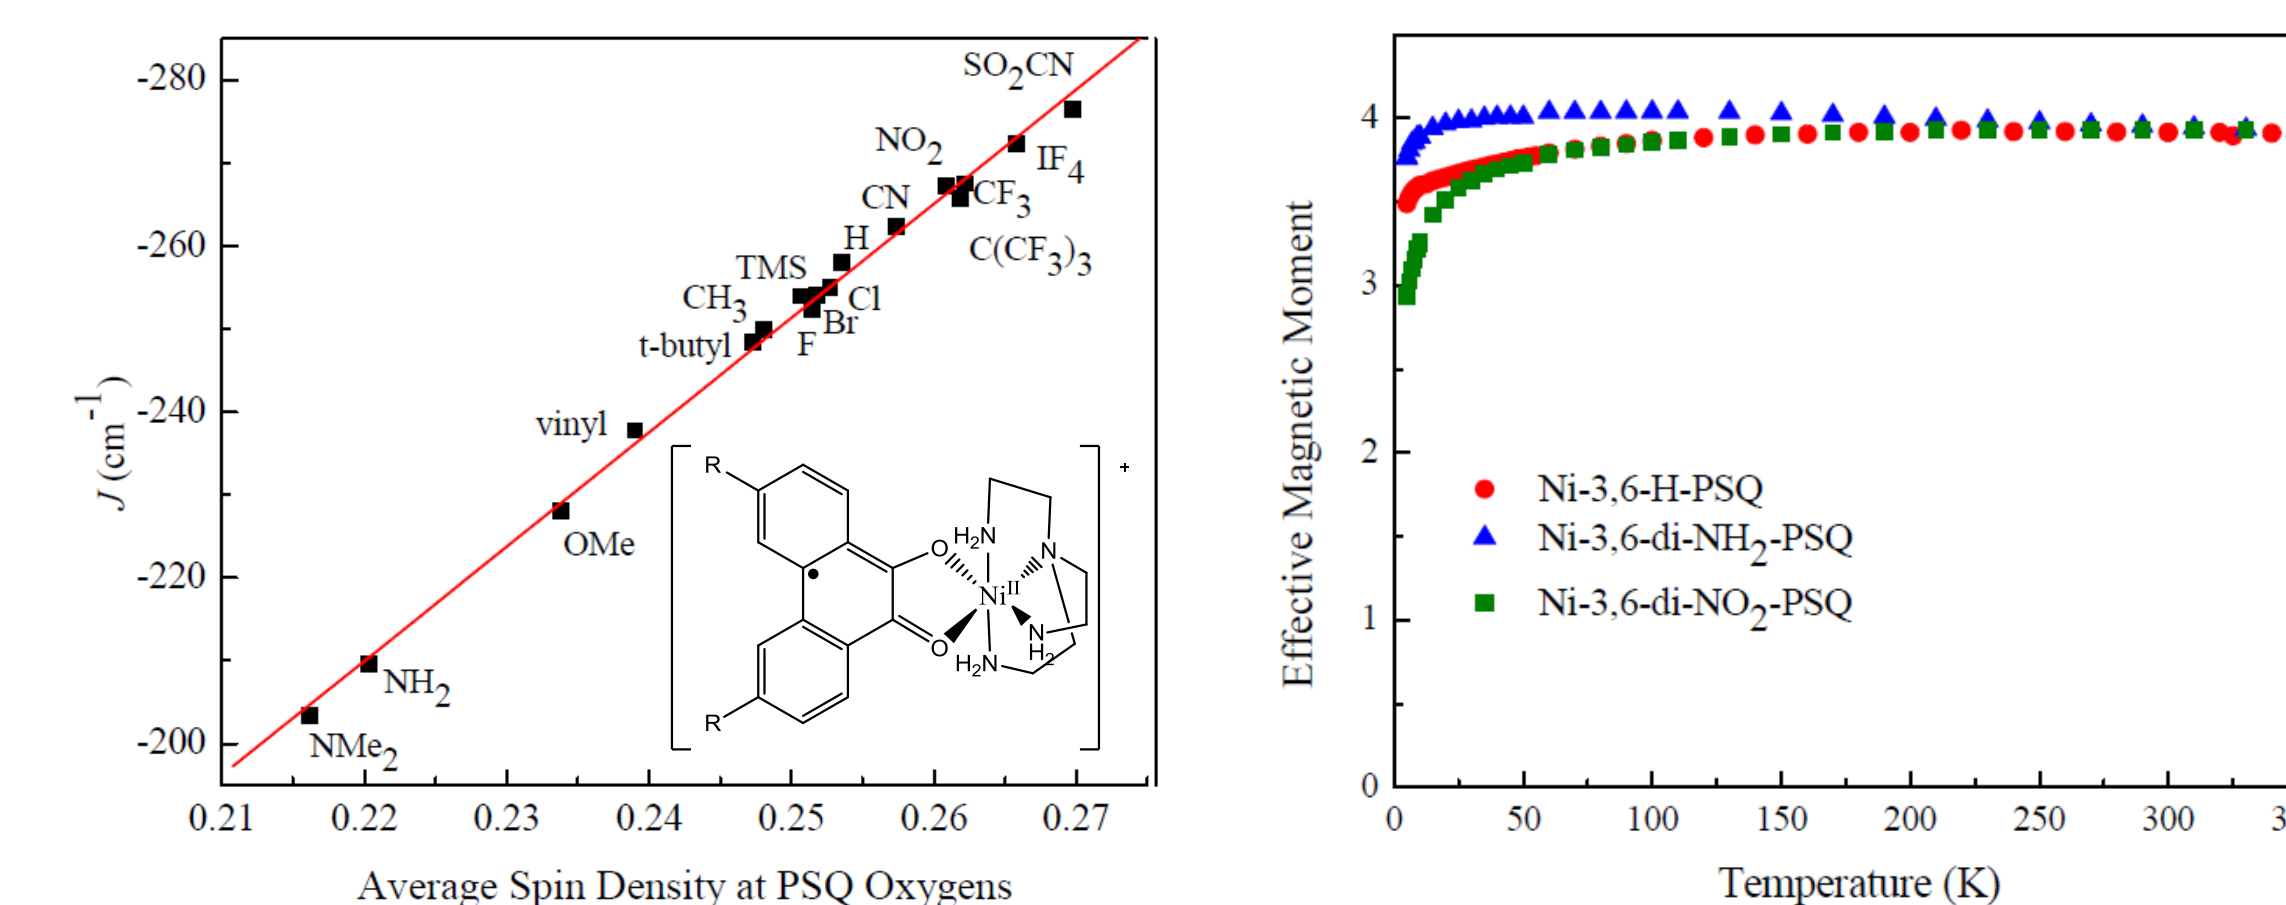 J (cm-1)
-280
-260
-240
-220
-200
0.21 0.22 0.23 0.24 0.25 0.26 0.27
Average Spin Density at PSQ Oxygens
SO2CN
IF4
NO2
CF3
C(CF3)3
CN
H
TMS
Cl
Br
F
CH3
t-butyl
vinyl
OMe
NH2
NMe2
R
O
H2N
N
NiII
O
N
H2
H2N
R
+
Effective Magnetic Moment
4
3
2
1
0
Ni-3,6-H-PSQ
Ni-3,6-di-NH2-PSQ
Ni-3,6-di-NO2-PSQ
0 50 100 150 200 250 300
Temperature (K)